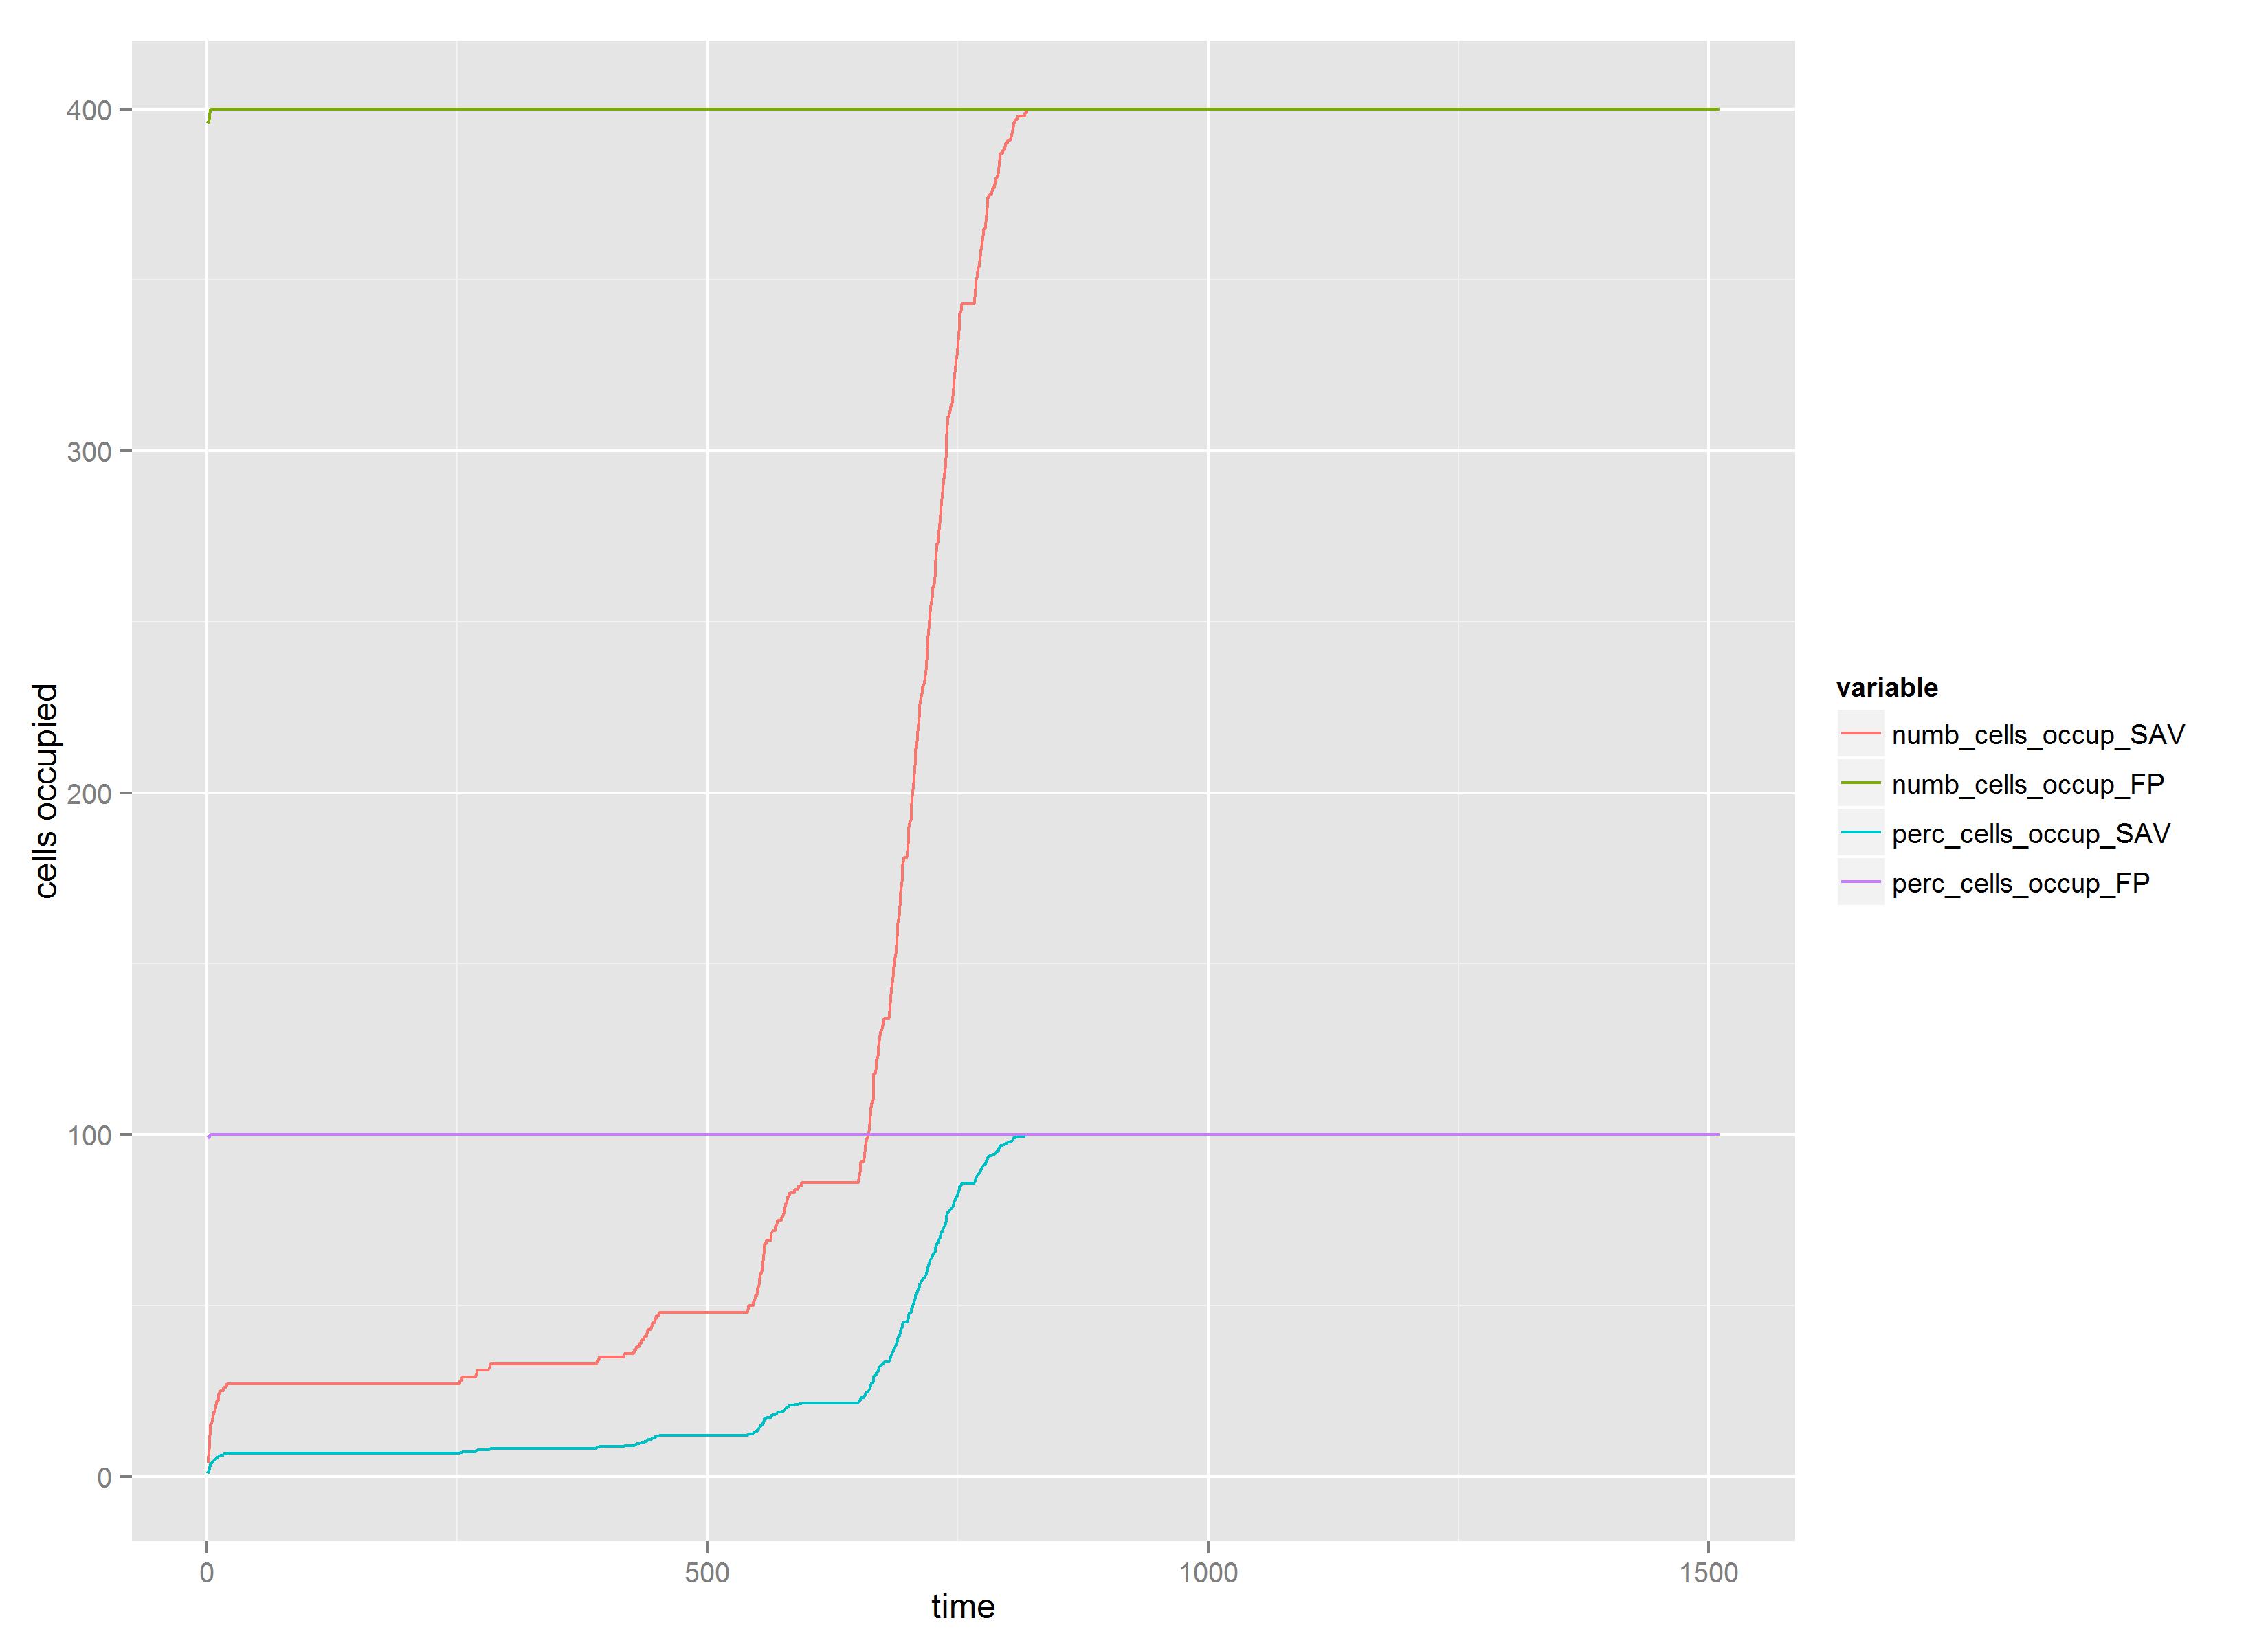 400
300
200
100
0
cells occupied
0 500 1000 1500
time
variable
numb_cells_occup_SAV
numb_cells_occup_FP
perc_cells_occup_SAV
perc_cells_occup_FP